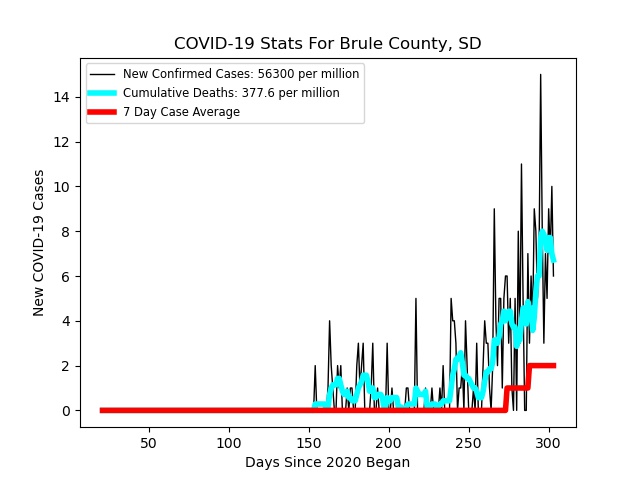 COVID-19 Stats For Brule County, SD
New Confirmed Cases: 56300 per million
Cumulative Deaths: 377.6 per million
7 Day Case Average
14
12
10
8
6
4
2
0
New COVID-19 Cases
50 100 150 200 250 300
Days Since 2020 Began